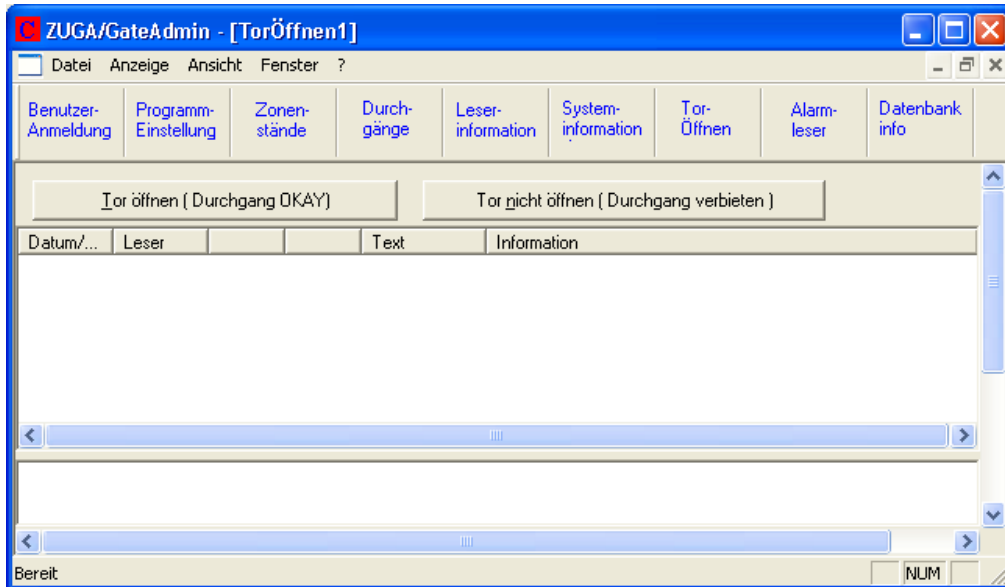 C ZUGA/GateAdmin - [TorÖffnen1]
Datei Anzeige Ansicht Fenster ?
Benutzer-
Anmeldung
Programm-
Einstellung
Zonen-
stände
Durch-
gänge
Leser-
information
System-
information
Tor-
Öffnen
Alarm-
leser
Datenbank
info
Tor öffnen ( Durchgang OKAY)
Tor nicht öffnen ( Durchgang verbieten )
Datum/... Leser Text Information
Bereit NUM